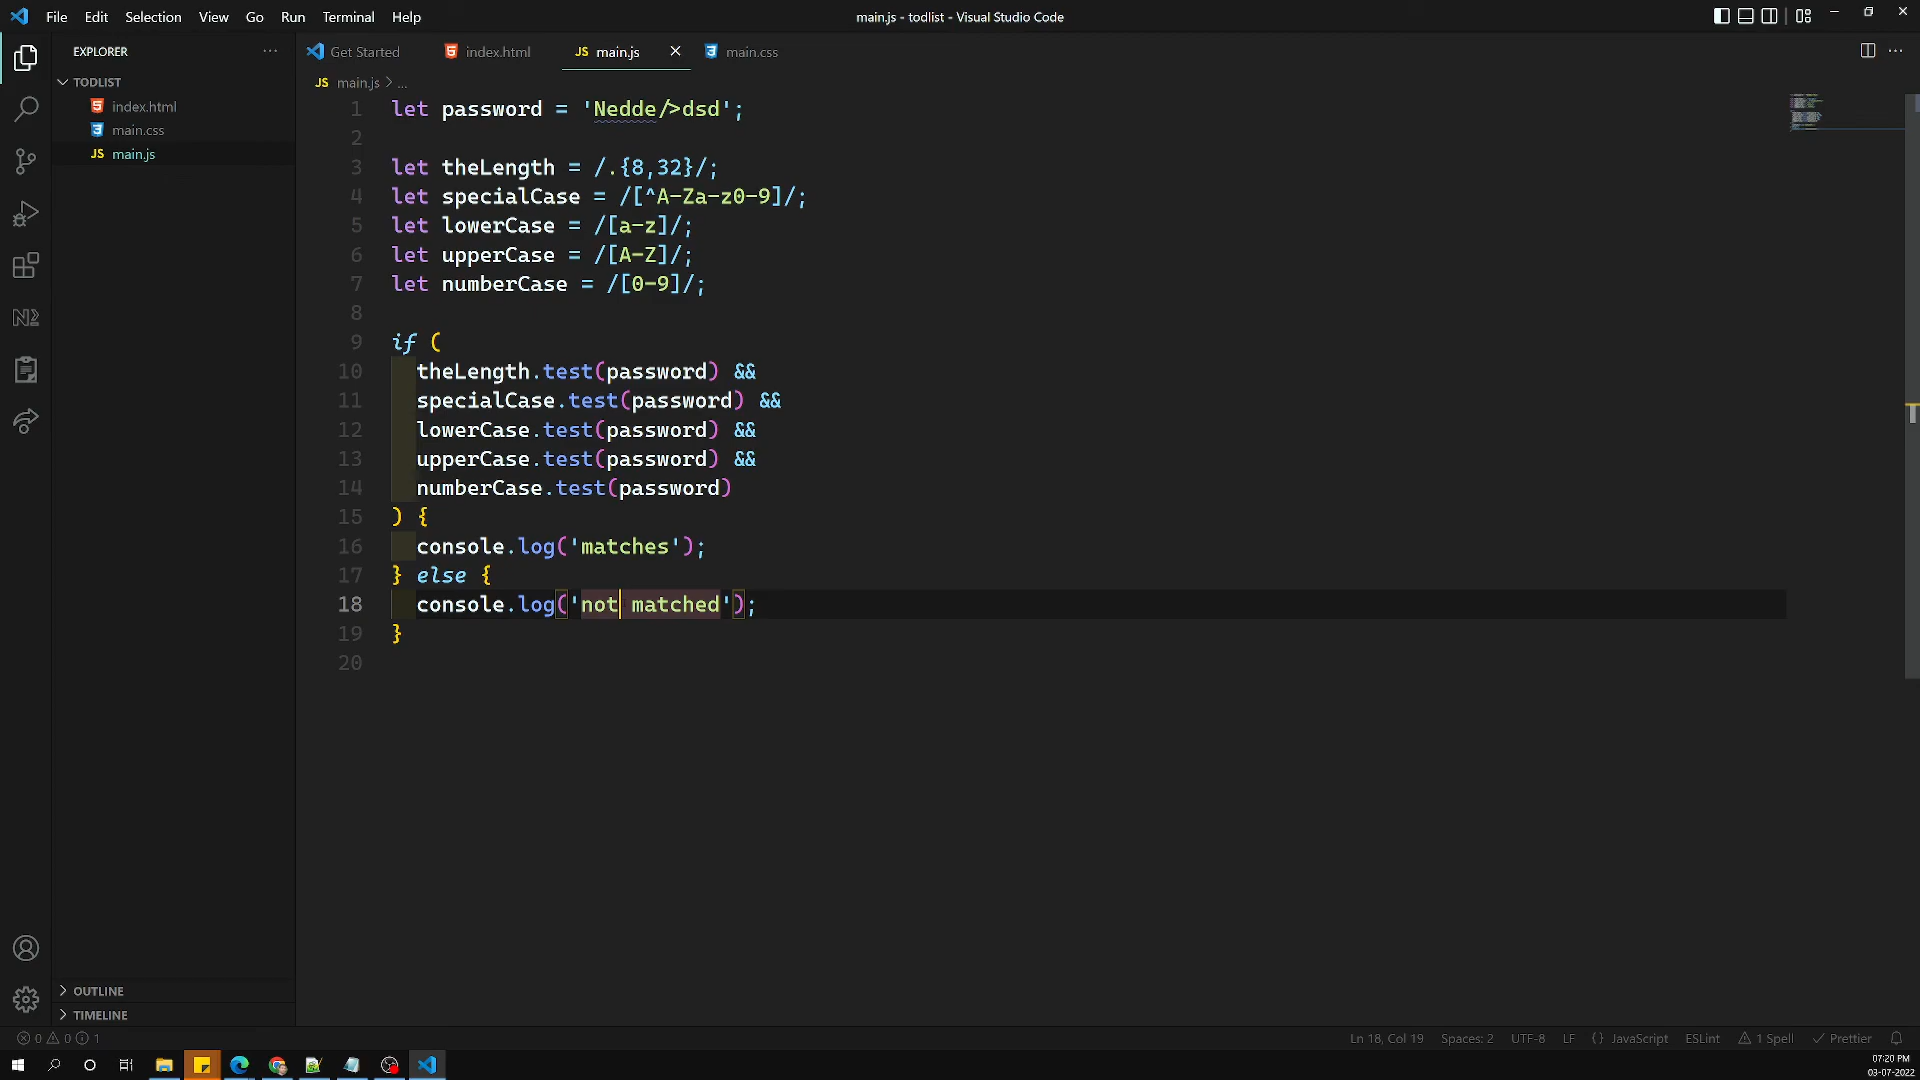 File Edit Selection View Go Run Terminal Help
main.js - todlist - Visual Studio Code
EXPLORER
Get Started
index.html
JS main.js
main.css
TODLIST
index.html
main.css
JS main.js
JS main.js > ...
1 let password = 'Nedde/>dsd';
2
3 let theLength = /.{8,32}/;
4 let specialCase = /[^A-Za-z0-9]/;
5 let lowerCase = /[a-z]/;
6 let upperCase = /[A-Z]/;
7 let numberCase = /[0-9]/;
8
9 if (
10 theLength.test(password) &&
11 specialCase.test(password) &&
12 lowerCase.test(password) &&
13 upperCase.test(password) &&
14 numberCase.test(password)
15 ) {
16 console.log('matches');
17 } else {
18 console.log('not matched');
19 }
20
OUTLINE
TIMELINE
0 0 1
Ln 18, Col 19 Spaces: 2 UTF-8 LF {} JavaScript ESLint 1 Spell Prettier
07:20 PM
03-07-2022